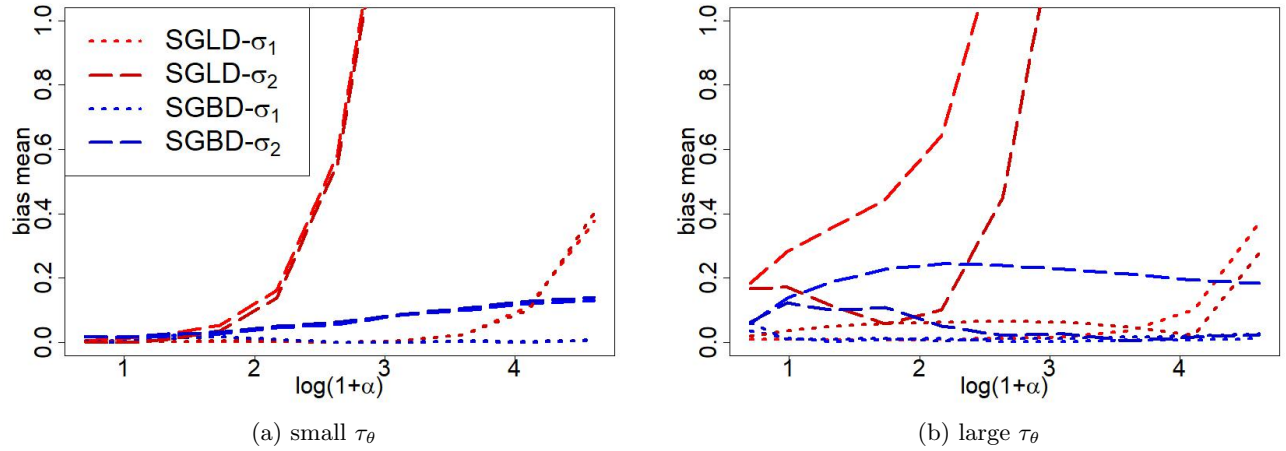 SGLD-σ₁
SGLD-σ₂
SGBD-σ₁
SGBD-σ₂
bias mean
0.0 0.2 0.4 0.6 0.8 1.0
1 2 3 4
log(1+α)
(a) small τ_θ
bias mean
0.0 0.2 0.4 0.6 0.8 1.0
1 2 3 4
log(1+α)
(b) large τ_θ